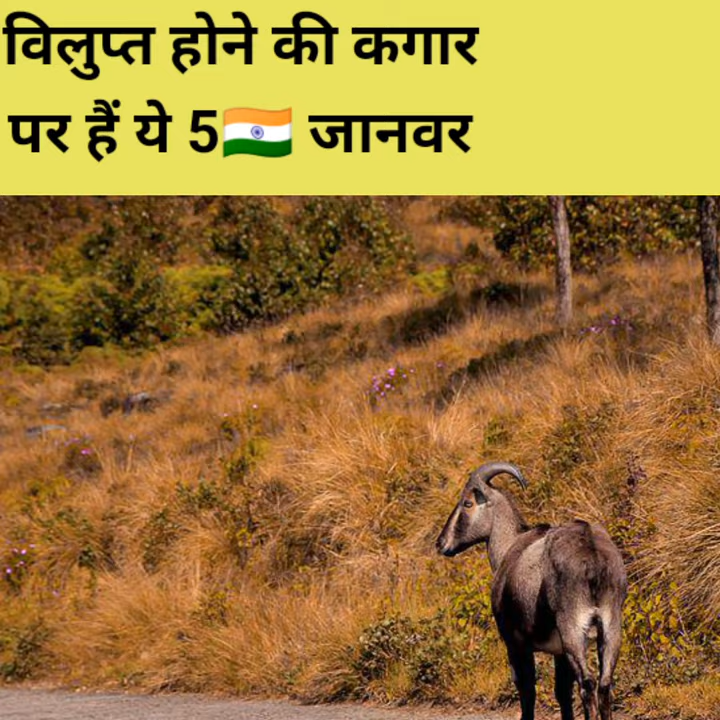 विलुप्त होने की कगार
पर हैं ये 5🇮🇳 जानवर